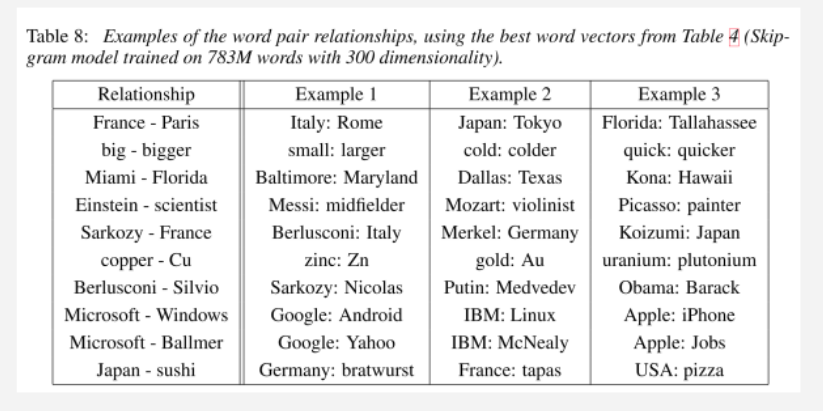 Table 8: Examples of the word pair relationships, using the best word vectors from Table 4 (Skip-
gram model trained on 783M words with 300 dimensionality).
Relationship Example 1 Example 2 Example 3
France - Paris Italy: Rome Japan: Tokyo Florida: Tallahassee
big - bigger small: larger cold: colder quick: quicker
Miami - Florida Baltimore: Maryland Dallas: Texas Kona: Hawaii
Einstein - scientist Messi: midfielder Mozart: violinist Picasso: painter
Sarkozy - France Berlusconi: Italy Merkel: Germany Koizumi: Japan
copper - Cu zinc: Zn gold: Au uranium: plutonium
Berlusconi - Silvio Sarkozy: Nicolas Putin: Medvedev Obama: Barack
Microsoft - Windows Google: Android IBM: Linux Apple: iPhone
Microsoft - Ballmer Google: Yahoo IBM: McNealy Apple: Jobs
Japan - sushi Germany: bratwurst France: tapas USA: pizza